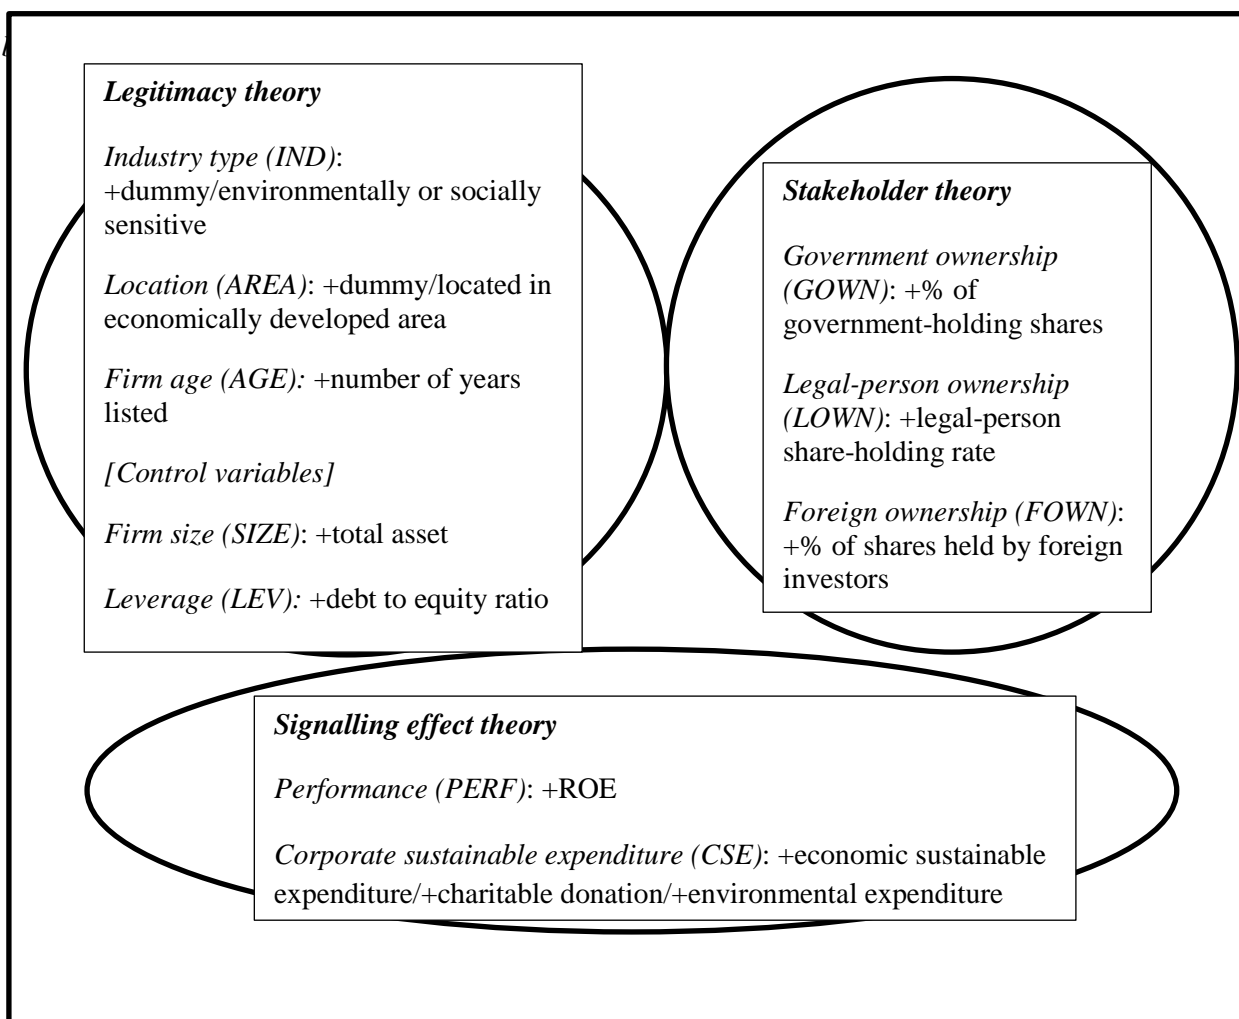 Legitimacy theory
Industry type (IND):
+dummy/environmentally or socially
sensitive
Location (AREA): +dummy/located in
economically developed area
Firm age (AGE): +number of years
listed
[Control variables]
Firm size (SIZE): +total asset
Leverage (LEV): +debt to equity ratio
Stakeholder theory
Government ownership
(GOWN): +% of
government-holding shares
Legal-person ownership
(LOWN): +legal-person
share-holding rate
Foreign ownership (FOWN):
+% of shares held by foreign
investors
Signalling effect theory
Performance (PERF): +ROE
Corporate sustainable expenditure (CSE): +economic sustainable
expenditure/+charitable donation/+environmental expenditure